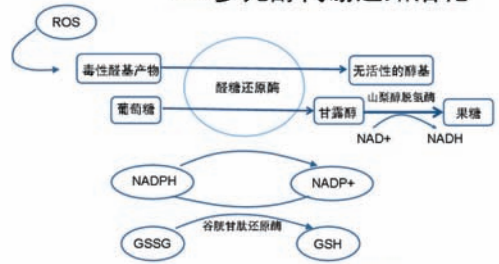 ROS
毒性醛基产物
无活性的醇基
醛糖还原酶
葡萄糖
甘露醇
山梨醇脱氢酶
果糖
NAD+
NADH
NADPH
NADP+
谷胱甘肽还原酶
GSSG
GSH